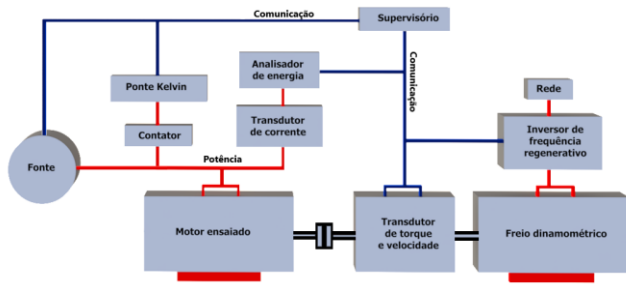 Comunicação
Supervisório
Analisador
de energia
Comunicação
Ponte Kelvin
Rede
Transdutor
de corrente
Contator
Inversor de
frequência
regenerativo
Fonte
Potência
Motor ensaiado
Transdutor
de torque
e velocidade
Freio dinamométrico